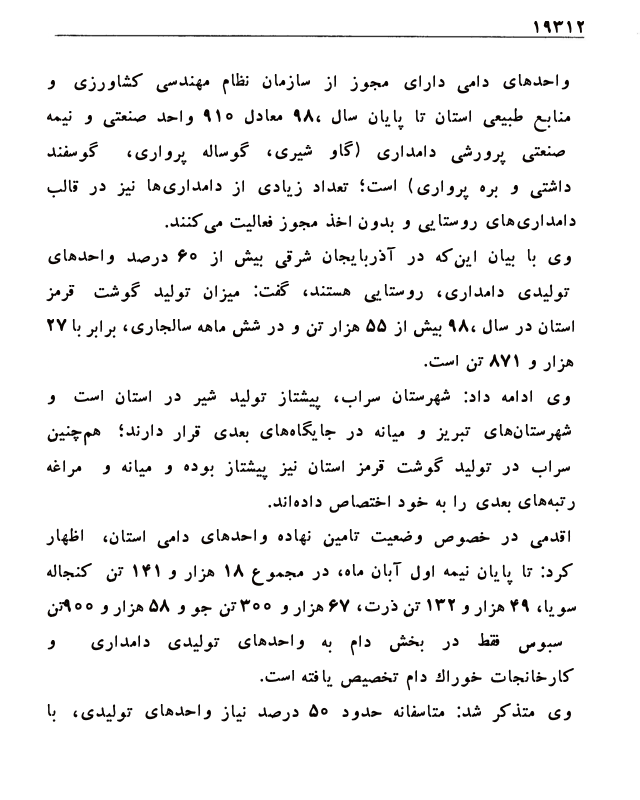 ۱۹۳۱۲
واحدهای دامی دارای مجوز از سازمان نظام مهندسی کشاورزی و
منابع طبیعی استان تا پایان سال ۹۸، معادل ۹۱۰ واحد صنعتی و نیمه
صنعتی پرورشی دامداری (گاو شیری، گوساله پرواری، گوسفند
داشتی و بره پرواری) است؛ تعداد زیادی از دامداری‌ها نیز در قالب
دامداری‌های روستایی و بدون اخذ مجوز فعالیت می‌کنند.
وی با بیان این‌که در آذربایجان شرقی بیش از ۶۰ درصد واحدهای
تولیدی دامداری، روستایی هستند، گفت: میزان تولید گوشت قرمز
استان در سال ۹۸، بیش از ۵۵ هزار تن و در شش ماهه سالجاری، برابر با ۲۷
هزار و ۸۷۱ تن است.
وی ادامه داد: شهرستان سراب، پیشتاز تولید شیر در استان است و
شهرستان‌های تبریز و میانه در جایگاه‌های بعدی قرار دارند؛ هم‌چنین
سراب در تولید گوشت قرمز استان نیز پیشتاز بوده و میانه و مراغه
رتبه‌های بعدی را به خود اختصاص داده‌اند.
اقدمی در خصوص وضعیت تامین نهاده واحدهای دامی استان، اظهار
کرد: تا پایان نیمه اول آبان ماه، در مجموع ۱۸ هزار و ۱۴۱ تن کنجاله
سویا، ۴۹ هزار و ۱۳۲ تن ذرت، ۶۷ هزار و ۳۰۰ تن جو و ۵۸ هزار و ۹۰۰تن
سبوس فقط در بخش دام به واحدهای تولیدی دامداری و
کارخانجات خوراك دام تخصیص یافته است.
وی متذکر شد: متاسفانه حدود ۵۰ درصد نیاز واحدهای تولیدی، با